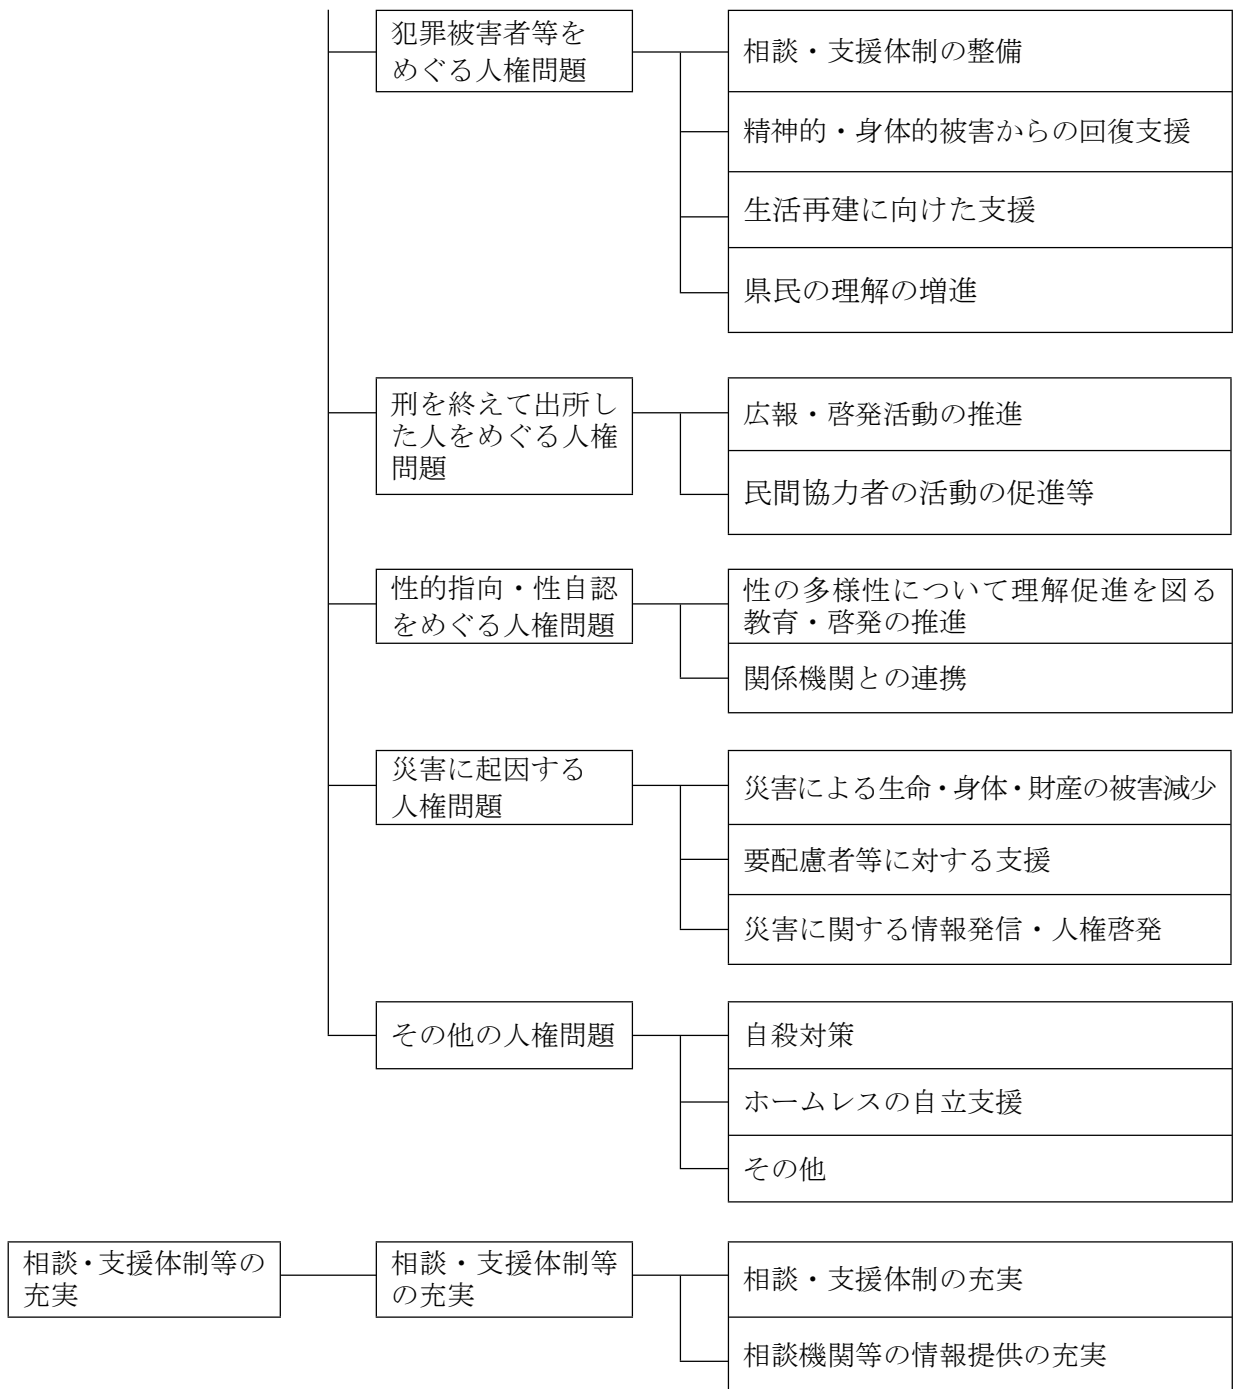 犯罪被害者等を
めぐる人権問題
相談・支援体制の整備
精神的・身体的被害からの回復支援
生活再建に向けた支援
県民の理解の増進
刑を終えて出所し
た人をめぐる人権
問題
広報・啓発活動の推進
民間協力者の活動の促進等
性的指向・性自認
をめぐる人権問題
性の多様性について理解促進を図る
教育・啓発の推進
関係機関との連携
災害に起因する
人権問題
災害による生命・身体・財産の被害減少
要配慮者等に対する支援
災害に関する情報発信・人権啓発
その他の人権問題
自殺対策
ホームレスの自立支援
その他
相談・支援体制等の
充実
相談・支援体制等
の充実
相談・支援体制の充実
相談機関等の情報提供の充実